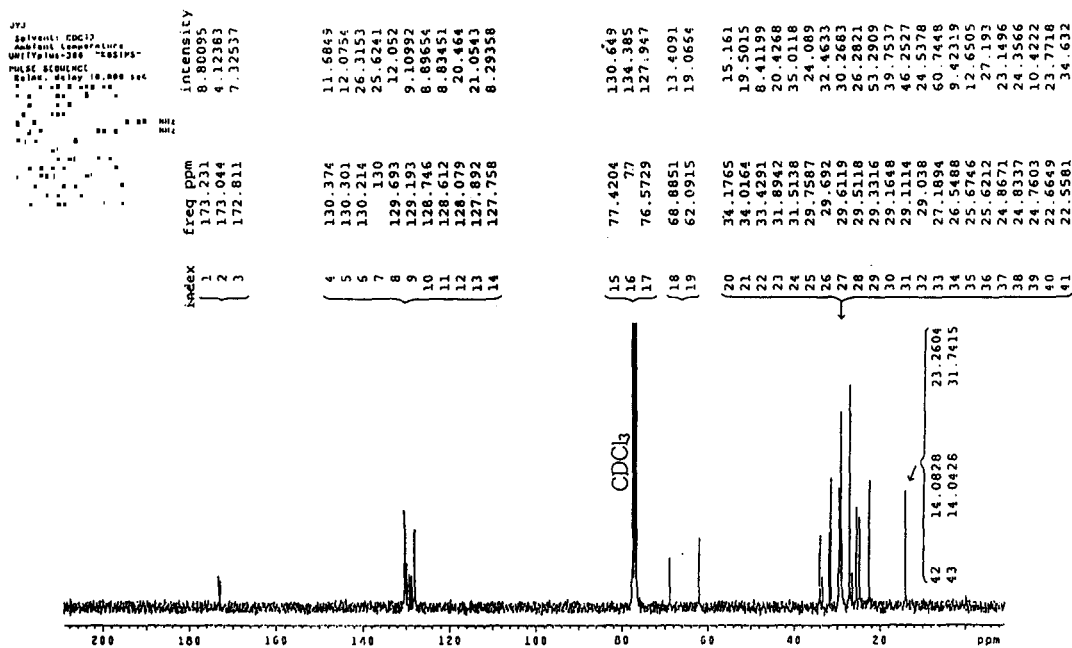 JYJ
Solvent: CDCl3
Ambient temperature
PULSE SEQUENCE
Relax. delay 10.000 sec
index freq ppm intensity
1 173.231 8.80095
2 173.044 4.12383
3 172.811 7.32537
4 130.374 11.6849
5 130.301 12.0754
6 130.214 26.3153
7 130 25.6241
8 129.693 12.052
9 129.193 9.10992
10 128.746 8.89654
11 128.612 8.83451
12 128.079 20.464
13 127.892 21.0543
14 127.758 8.29358
15 77.4204 130.649
16 77 134.385
17 76.5729 127.947
18 68.8851 13.4091
19 62.0915 19.0664
20 34.1765 15.161
21 34.0164 19.5015
22 33.4291 8.41199
23 31.8942 20.4268
24 31.5138 35.0118
25 29.7587 24.089
26 29.692 32.4633
27 29.6119 30.2683
28 29.5118 26.2821
29 29.3316 53.2909
30 29.1648 39.7537
31 29.1114 46.2527
32 29.038 24.5378
33 27.1894 60.7448
34 26.5488 9.42319
35 25.6746 12.6505
36 25.6212 27.193
37 24.8671 23.1496
38 24.8337 24.3566
39 24.7603 10.4222
40 22.6649 23.7718
41 22.5581 34.632
42 14.0828 23.2604
43 14.0426 31.7415
CDCl3
200 180 160 140 120 100 80 60 40 20 ppm